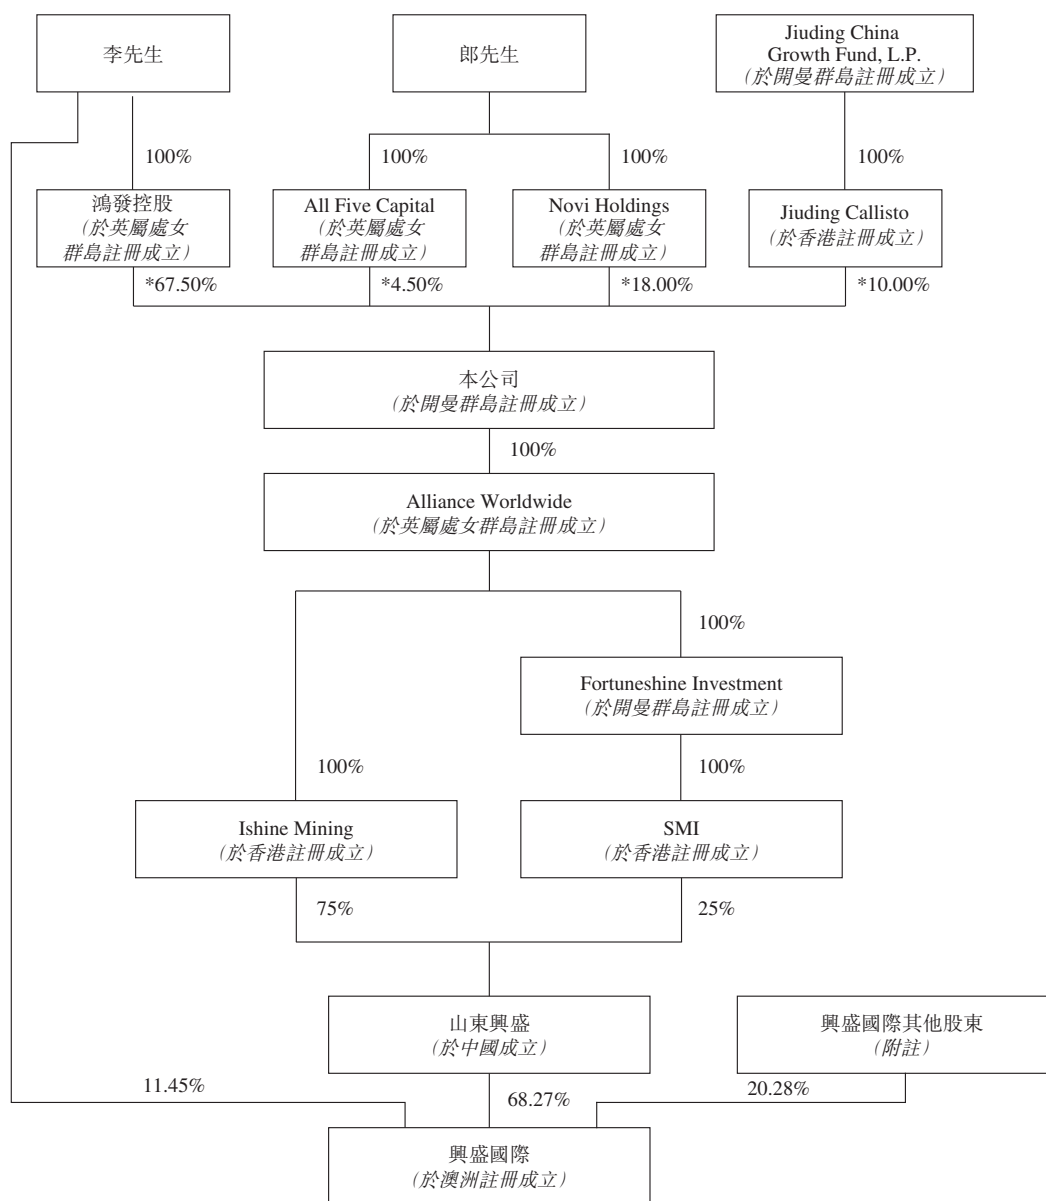 李先生
郎先生
Jiuding China
Growth Fund, L.P.
（於開曼群島註冊成立）
100%
100%
100%
100%
鴻發控股
（於英屬處女
群島註冊成立）
All Five Capital
（於英屬處女
群島註冊成立）
Novi Holdings
（於英屬處女
群島註冊成立）
Jiuding Callisto
（於香港註冊成立）
*67.50%
*4.50%
*18.00%
*10.00%
本公司
（於開曼群島註冊成立）
100%
Alliance Worldwide
（於英屬處女群島註冊成立）
100%
Fortuneshine Investment
（於開曼群島註冊成立）
100%
100%
Ishine Mining
（於香港註冊成立）
SMI
（於香港註冊成立）
75%
25%
山東興盛
（於中國成立）
興盛國際其他股東
（附註）
11.45%
68.27%
20.28%
興盛國際
（於澳洲註冊成立）